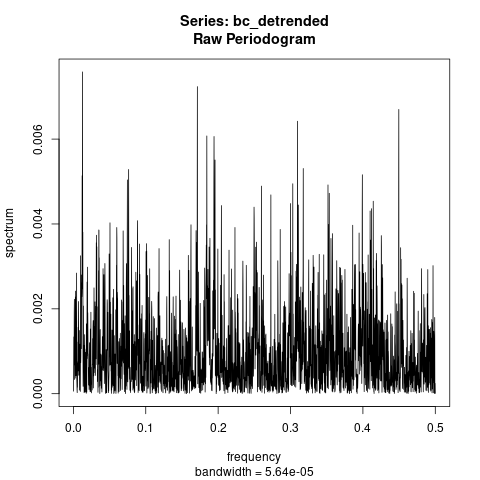 Series: bc_detrended
Raw Periodogram
spectrum
0.006
0.004
0.002
0.000
0.0 0.1 0.2 0.3 0.4 0.5
frequency
bandwidth = 5.64e-05